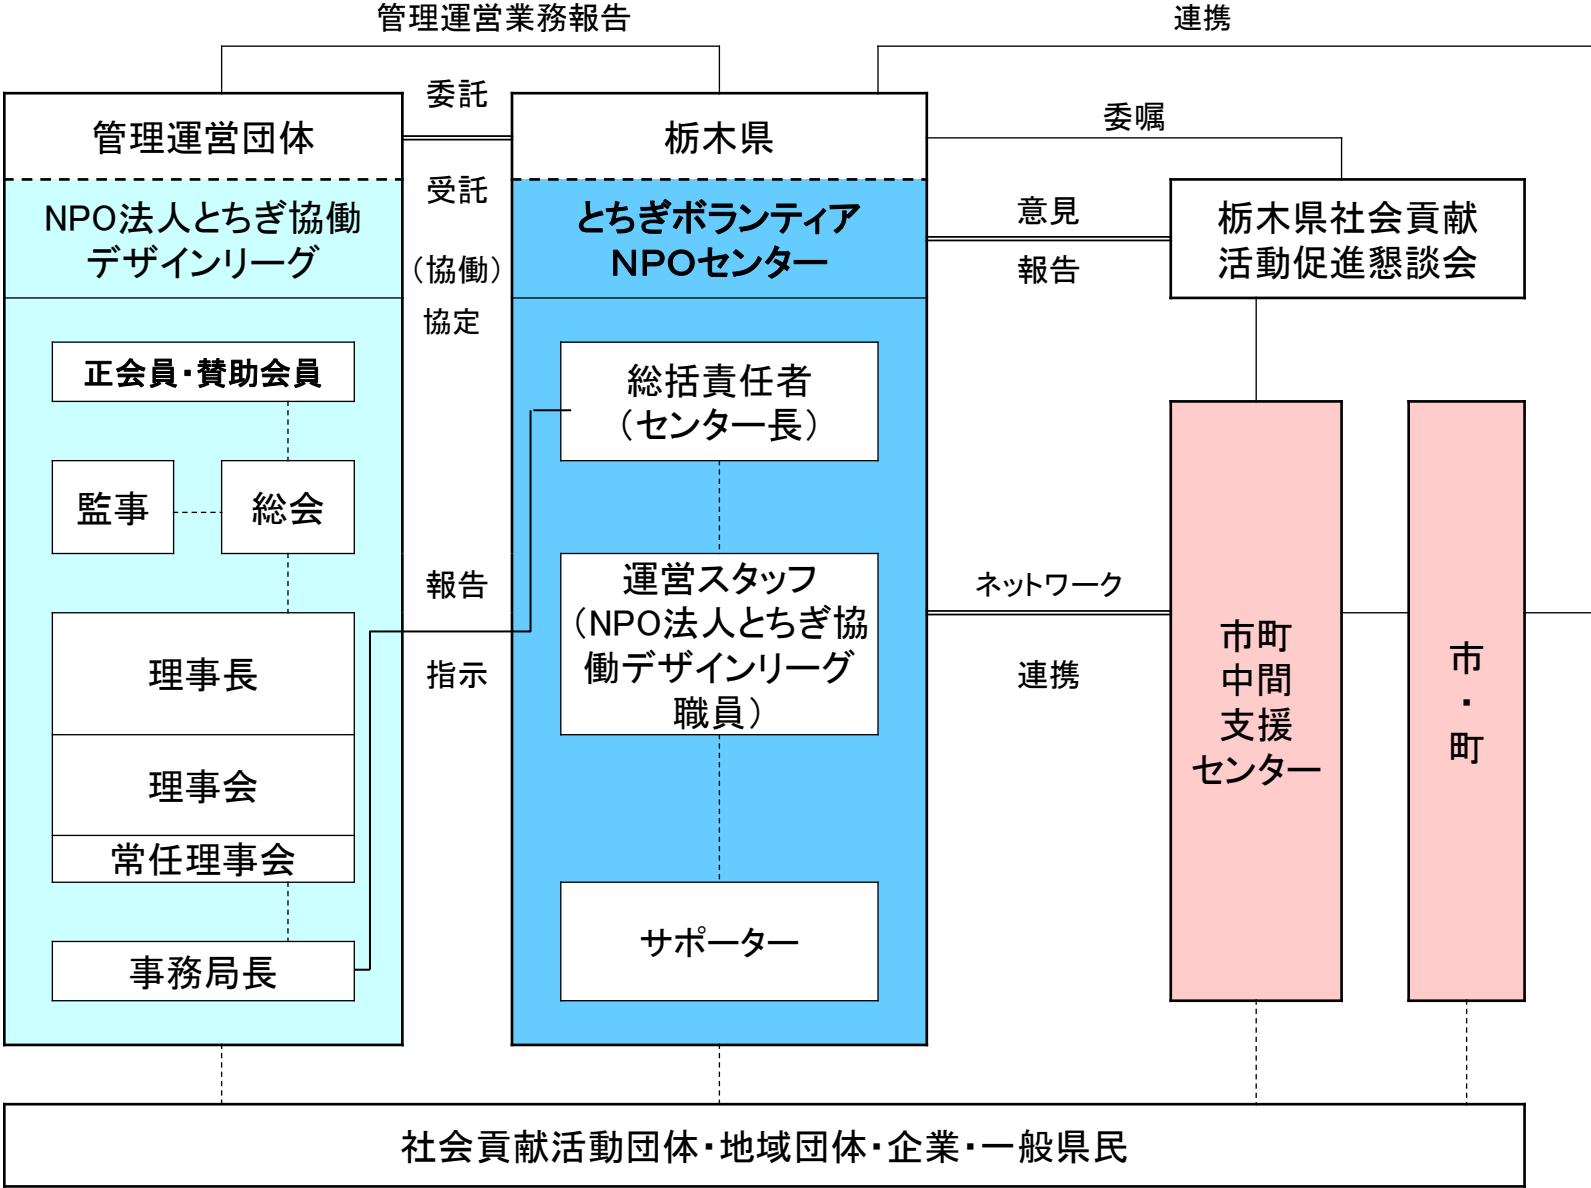 管理運営業務報告
連携
委託
管理運営団体
栃木県
委嘱
受託
NPO法人とちぎ協働
デザインリーグ
とちぎボランティア
NPOセンター
意見
報告
栃木県社会貢献
活動促進懇談会
（協働）
協定
正会員・賛助会員
総括責任者
（センター長）
監事
総会
報告
指示
運営スタッフ
（NPO法人とちぎ協
働デザインリーグ
職員）
ネットワーク
連携
理事長
理事会
常任理事会
事務局長
サポーター
市町
中間
支援
センター
市
・
町
社会貢献活動団体・地域団体・企業・一般県民